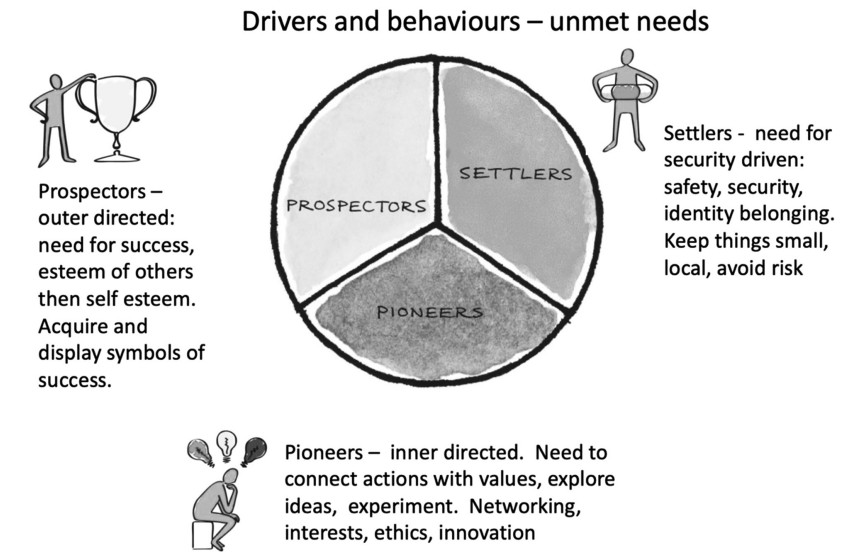 Drivers and behaviours – unmet needs
Prospectors –
outer directed:
need for success,
esteem of others
then self esteem.
Acquire and
display symbols of
success.
PROSPECTORS
SETTLERS
PIONEERS
Settlers -  need for
security driven:
safety, security,
identity belonging.
Keep things small,
local, avoid risk
Pioneers –  inner directed.  Need to
connect actions with values, explore
ideas,  experiment.  Networking,
interests, ethics, innovation